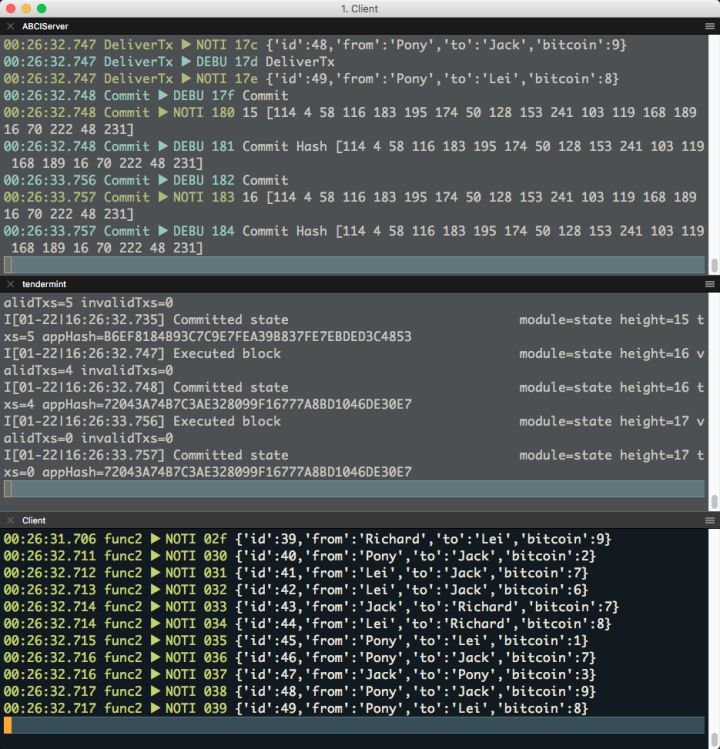 1. Client
ABCIServer
00:26:32.747 DeliverTx ▶ NOTI 17c {'id':48,'from':'Pony','to':'Jack','bitcoin':9}
00:26:32.747 DeliverTx ▶ DEBU 17d DeliverTx
00:26:32.747 DeliverTx ▶ NOTI 17e {'id':49,'from':'Pony','to':'Lei','bitcoin':8}
00:26:32.748 Commit ▶ DEBU 17f Commit
00:26:32.748 Commit ▶ NOTI 180 15 [114 4 58 116 183 195 174 50 128 153 241 103 119 168 189
16 70 222 48 231]
00:26:32.748 Commit ▶ DEBU 181 Commit Hash [114 4 58 116 183 195 174 50 128 153 241 103 119
168 189 16 70 222 48 231]
00:26:33.756 Commit ▶ DEBU 182 Commit
00:26:33.757 Commit ▶ NOTI 183 16 [114 4 58 116 183 195 174 50 128 153 241 103 119 168 189
16 70 222 48 231]
00:26:33.757 Commit ▶ DEBU 184 Commit Hash [114 4 58 116 183 195 174 50 128 153 241 103 119
168 189 16 70 222 48 231]
tendermint
alidTxs=5 invalidTxs=0
I[01-22|16:26:32.735] Committed state module=state height=15 t
xs=5 appHash=B6EF8184B93C7C9E7FEA39B837FE7EBDED3C4853
I[01-22|16:26:32.747] Executed block module=state height=16 v
alidTxs=4 invalidTxs=0
I[01-22|16:26:32.748] Committed state module=state height=16 t
xs=4 appHash=72043A74B7C3AE328099F16777A8BD1046DE30E7
I[01-22|16:26:33.756] Executed block module=state height=17 v
alidTxs=0 invalidTxs=0
I[01-22|16:26:33.757] Committed state module=state height=17 t
xs=0 appHash=72043A74B7C3AE328099F16777A8BD1046DE30E7
Client
00:26:31.706 func2 ▶ NOTI 02f {'id':39,'from':'Richard','to':'Lei','bitcoin':9}
00:26:32.711 func2 ▶ NOTI 030 {'id':40,'from':'Pony','to':'Jack','bitcoin':2}
00:26:32.712 func2 ▶ NOTI 031 {'id':41,'from':'Lei','to':'Jack','bitcoin':7}
00:26:32.713 func2 ▶ NOTI 032 {'id':42,'from':'Lei','to':'Jack','bitcoin':6}
00:26:32.714 func2 ▶ NOTI 033 {'id':43,'from':'Jack','to':'Richard','bitcoin':7}
00:26:32.714 func2 ▶ NOTI 034 {'id':44,'from':'Lei','to':'Richard','bitcoin':8}
00:26:32.715 func2 ▶ NOTI 035 {'id':45,'from':'Pony','to':'Lei','bitcoin':1}
00:26:32.716 func2 ▶ NOTI 036 {'id':46,'from':'Pony','to':'Jack','bitcoin':7}
00:26:32.716 func2 ▶ NOTI 037 {'id':47,'from':'Jack','to':'Pony','bitcoin':3}
00:26:32.717 func2 ▶ NOTI 038 {'id':48,'from':'Pony','to':'Jack','bitcoin':9}
00:26:32.717 func2 ▶ NOTI 039 {'id':49,'from':'Pony','to':'Lei','bitcoin':8}